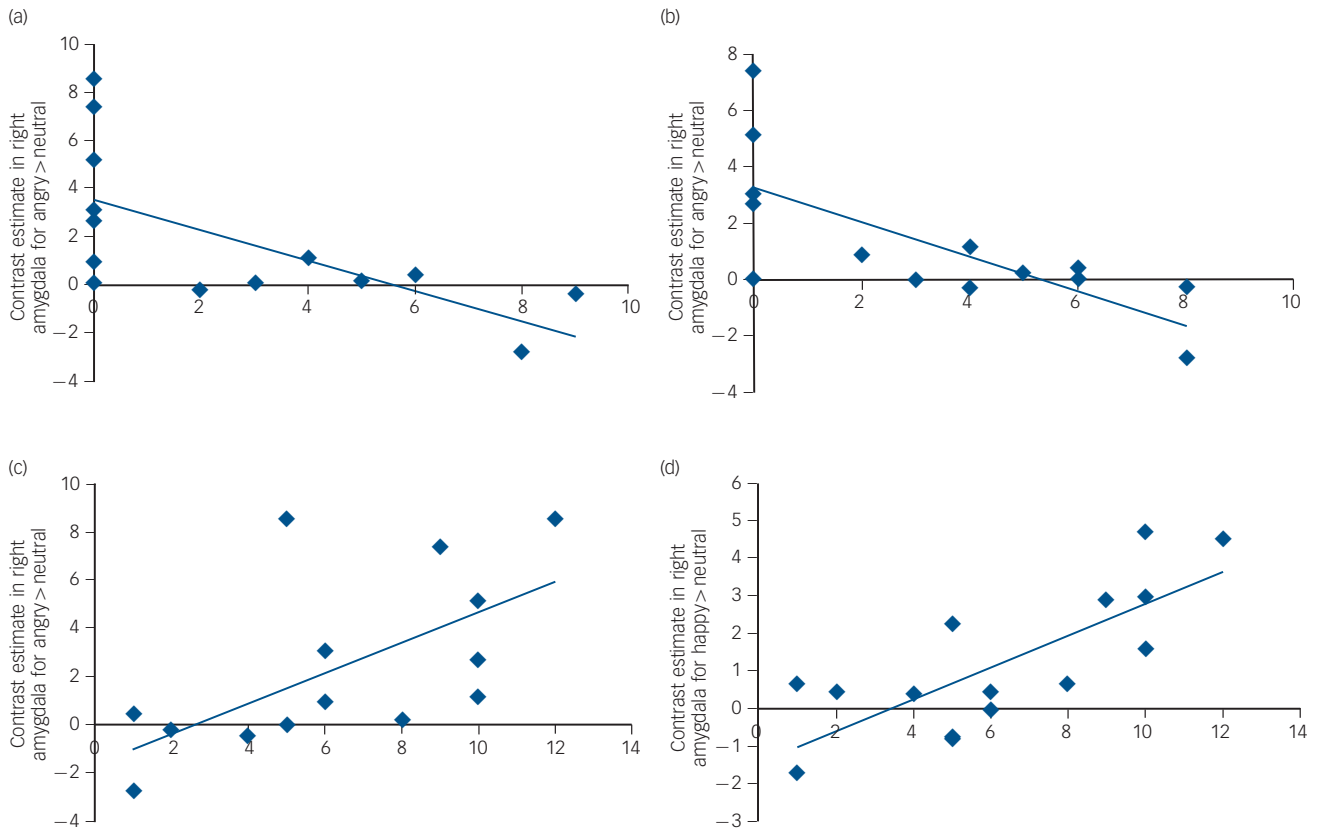 (a)
Contrast estimate in right
amygdala for angry > neutral
10
8
6
4
2
0
−2
−4
0 2 4 6 8 10
(b)
Contrast estimate in right
amygdala for angry > neutral
8
6
4
2
0
−2
−4
0 2 4 6 8 10
(c)
Contrast estimate in right
amygdala for angry > neutral
10
8
6
4
2
0
−2
−4
0 2 4 6 8 10 12 14
(d)
Contrast estimate in right
amygdala for happy > neutral
6
5
4
3
2
1
0
−1
−2
−3
0 2 4 6 8 10 12 14